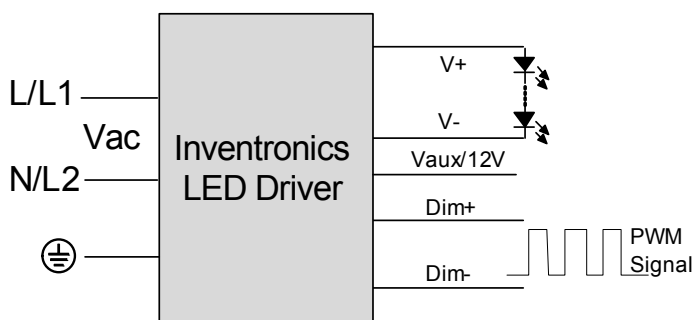 L/L1
Vac
N/L2
Inventronics
LED Driver
V+
V-
Vaux/12V
Dim+
Dim-
PWM
Signal